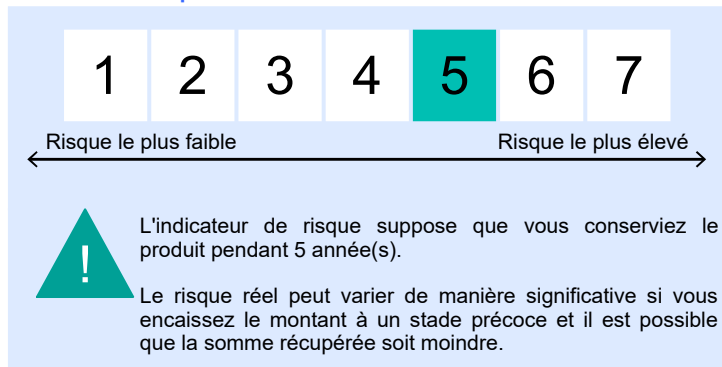 1 2 3 4 5 6 7
Risque le plus faible Risque le plus élevé
!
L'indicateur de risque suppose que vous conserviez le
produit pendant 5 année(s).
Le risque réel peut varier de manière significative si vous
encaissez le montant à un stade précoce et il est possible
que la somme récupérée soit moindre.